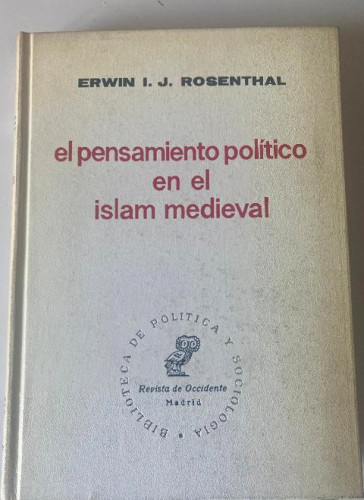 ERWIN I. J. ROSENTHAL
el pensamiento político
en el
islam medieval
BIBLIOTECA DE POLITICA Y SOCIOLOGIA •
Revista de Occidente
Madrid